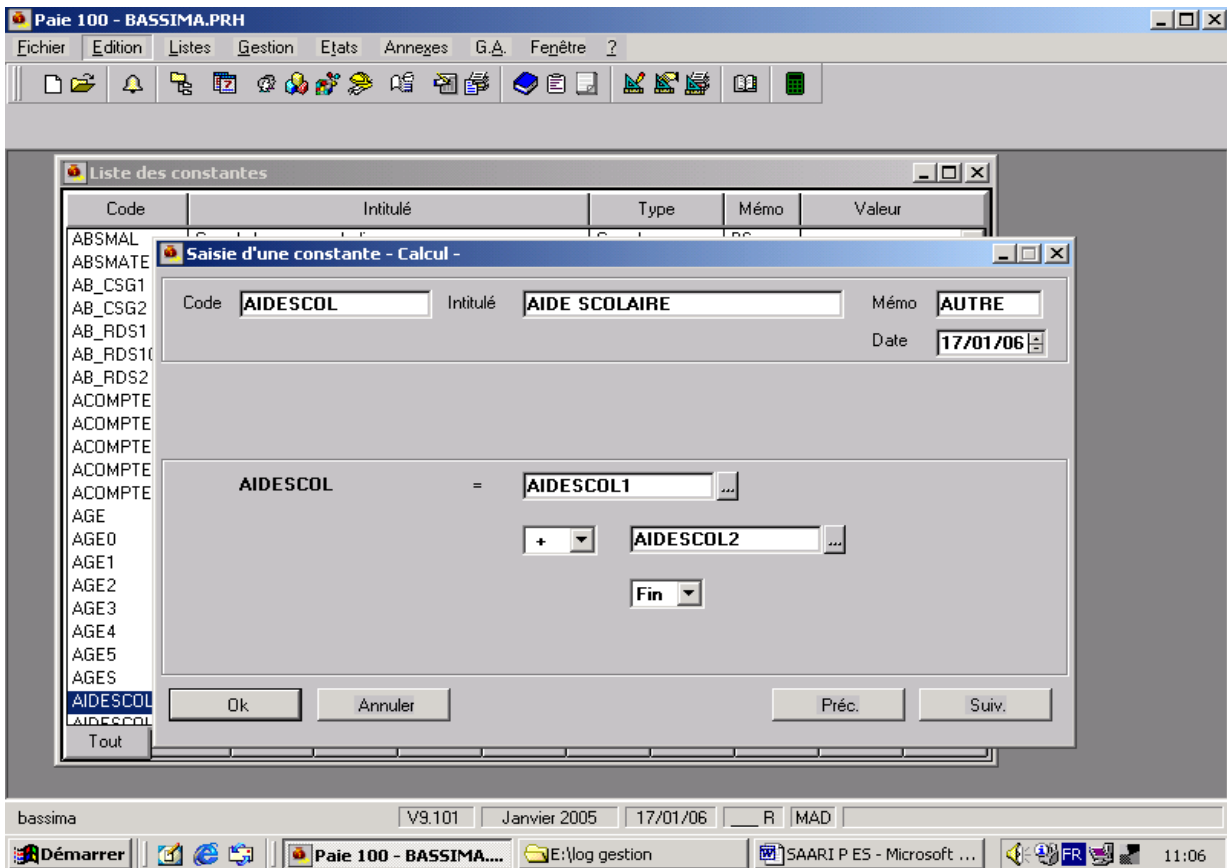 Paie 100 - BASSIMA.PRH
Fichier Edition Listes Gestion Etats Annexes G.A. Fenêtre ?
Liste des constantes
Code Intitulé Type Mémo Valeur
ABSMAL
ABSMATE
Saisie d'une constante - Calcul -
AB_CSG1
Code AIDESCOL Intitulé AIDE SCOLAIRE Mémo AUTRE
AB_CSG2
AB_RDS1
Date 17/01/06
AB_RDS10
AB_RDS2
ACOMPTE
ACOMPTE
ACOMPTE
ACOMPTE
ACOMPTE
AIDESCOL = AIDESCOL1 ...
AGE
AGE0
+ AIDESCOL2 ...
AGE1
AGE2
Fin
AGE3
AGE4
AGE5
AGES
AIDESCOL
Ok Annuler Préc. Suiv.
AIDESCOL
Tout
bassima V9.101 Janvier 2005 17/01/06 ___ R MAD
Démarrer Paie 100 - BASSIMA.... E:\log gestion SAARI P ES - Microsoft ... FR 11:06